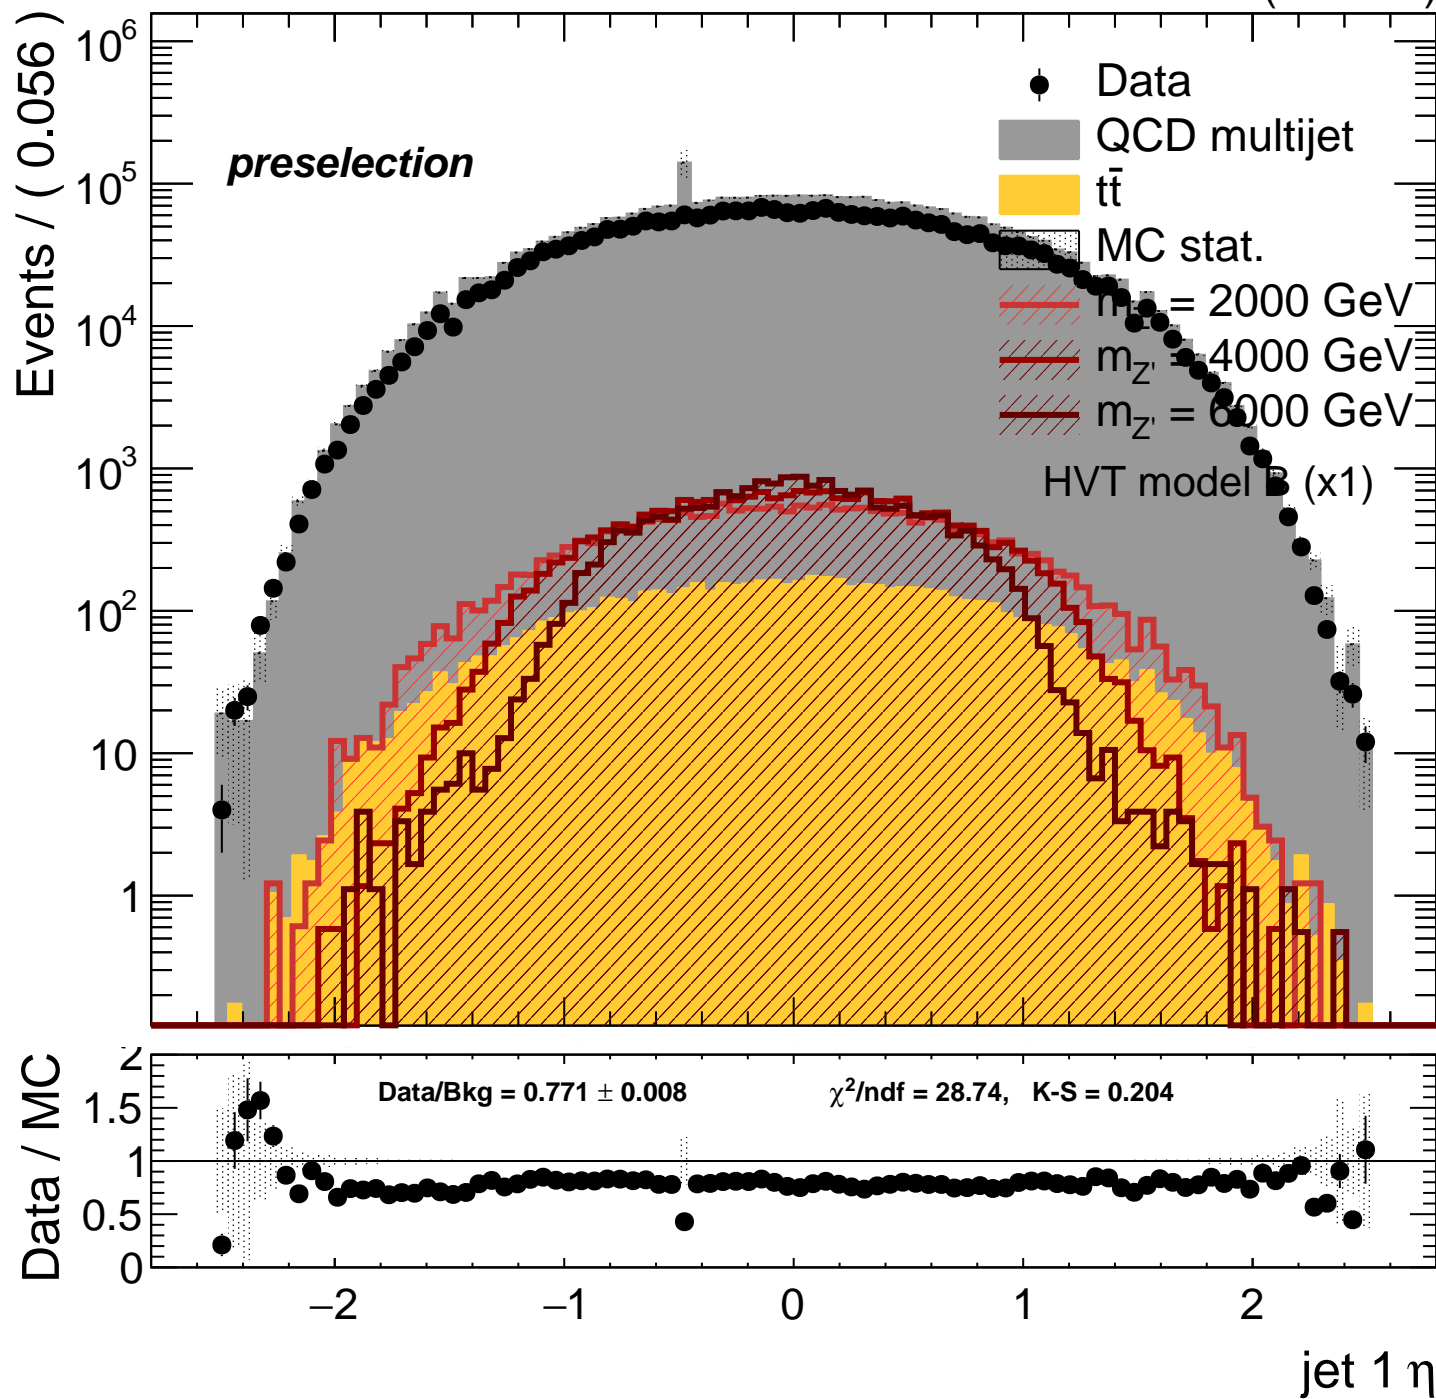 Events / ( 0.056 )
10⁶
10⁵
10⁴
10³
10²
10
1
preselection
Data
QCD multijet
tt̄
MC stat.
= 2000 GeV
m_Z' = 4000 GeV
m_Z' = 6000 GeV
HVT model B (x1)
Data / MC
2
1.5
1
0.5
0
Data/Bkg = 0.771 ± 0.008
χ²/ndf = 28.74, K-S = 0.204
−2
−1
0
1
2
jet 1 η